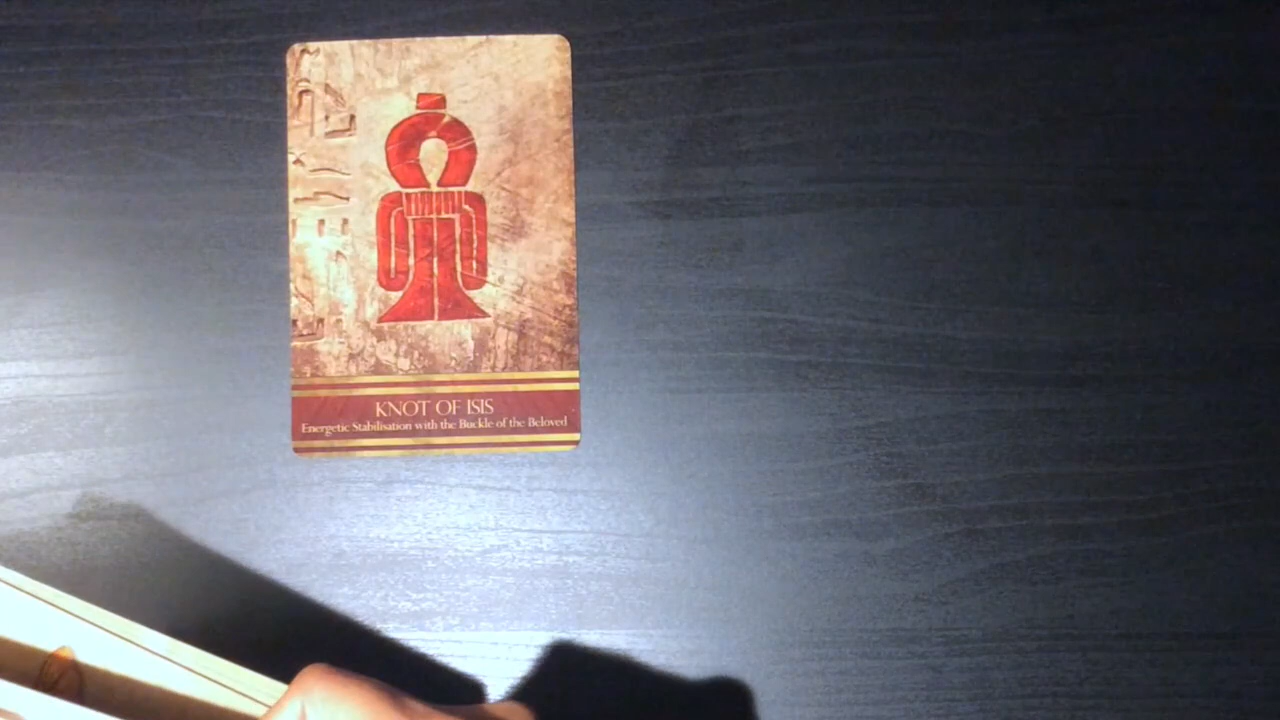 KNOT OF ISIS
Energetic Stabilisation with the Buckle of the Beloved